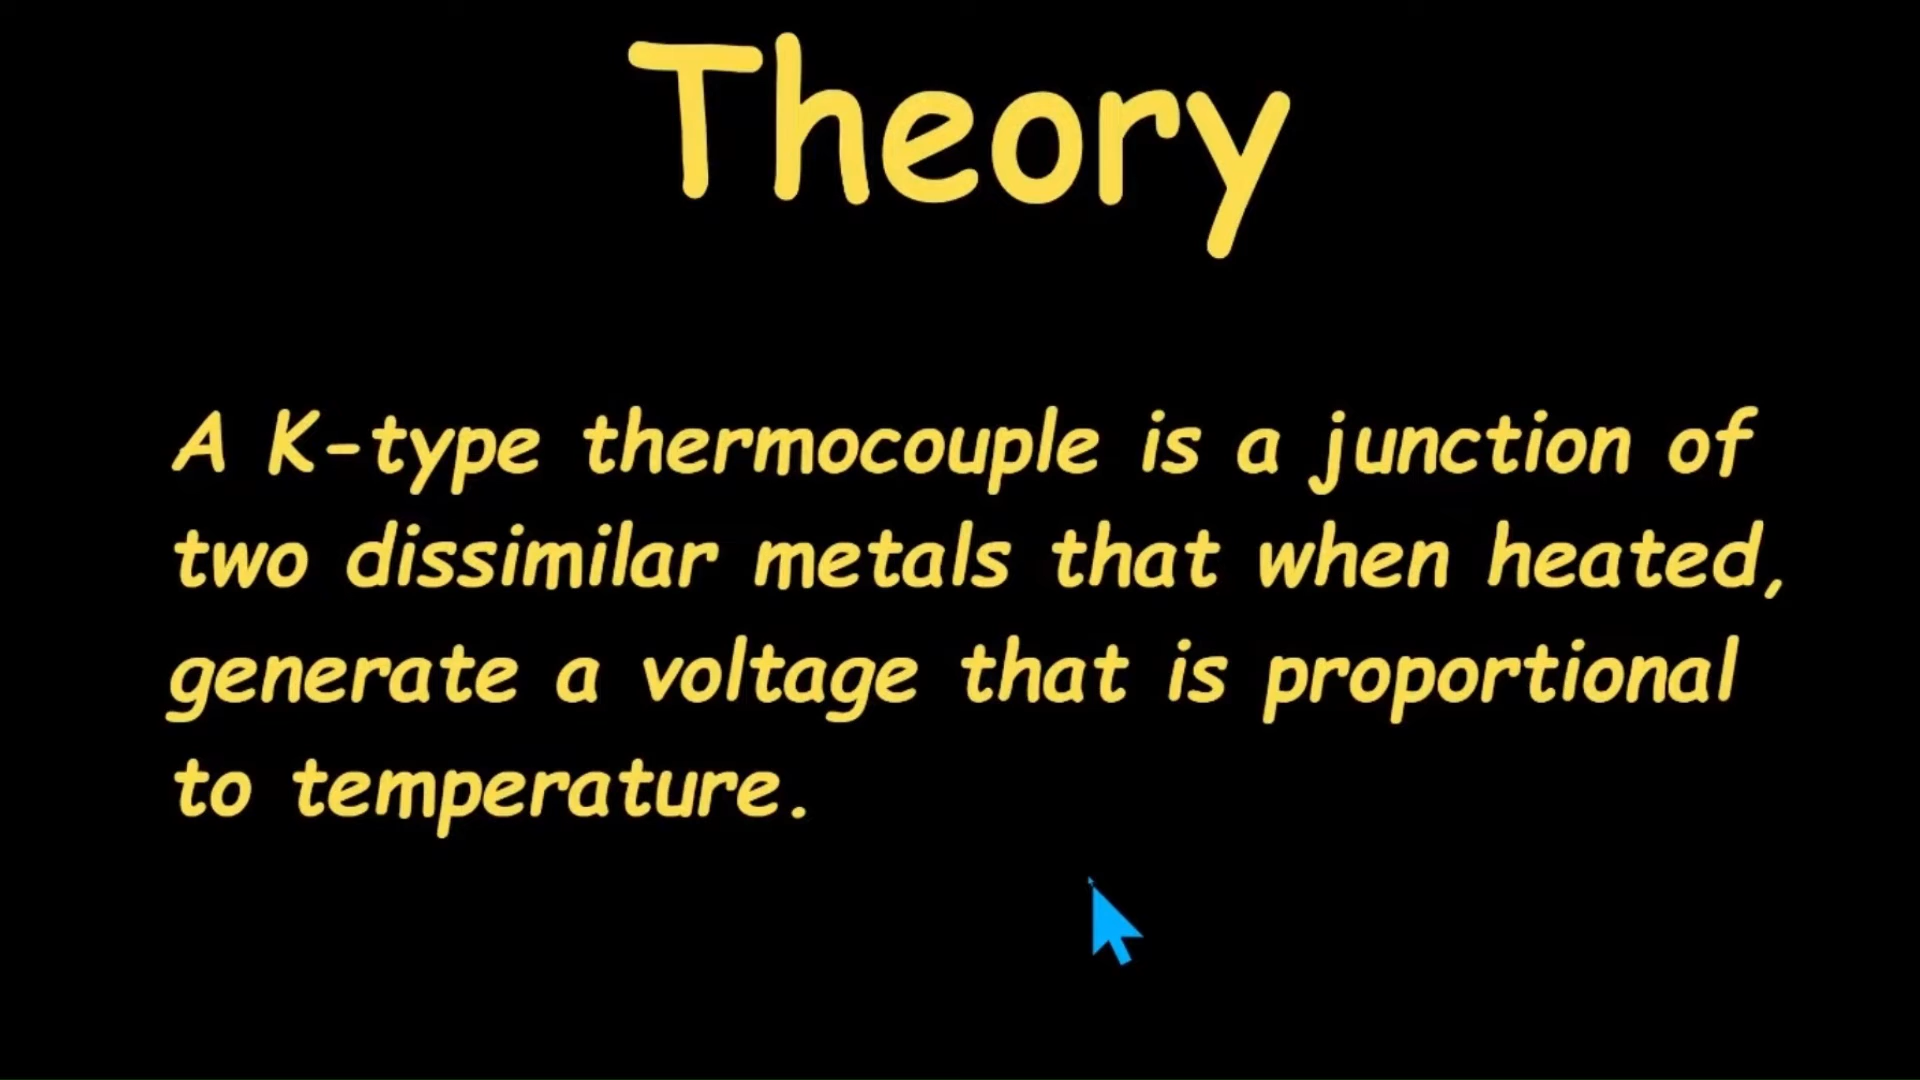 Theory
A K-type thermocouple is a junction of
two dissimilar metals that when heated,
generate a voltage that is proportional
to temperature.